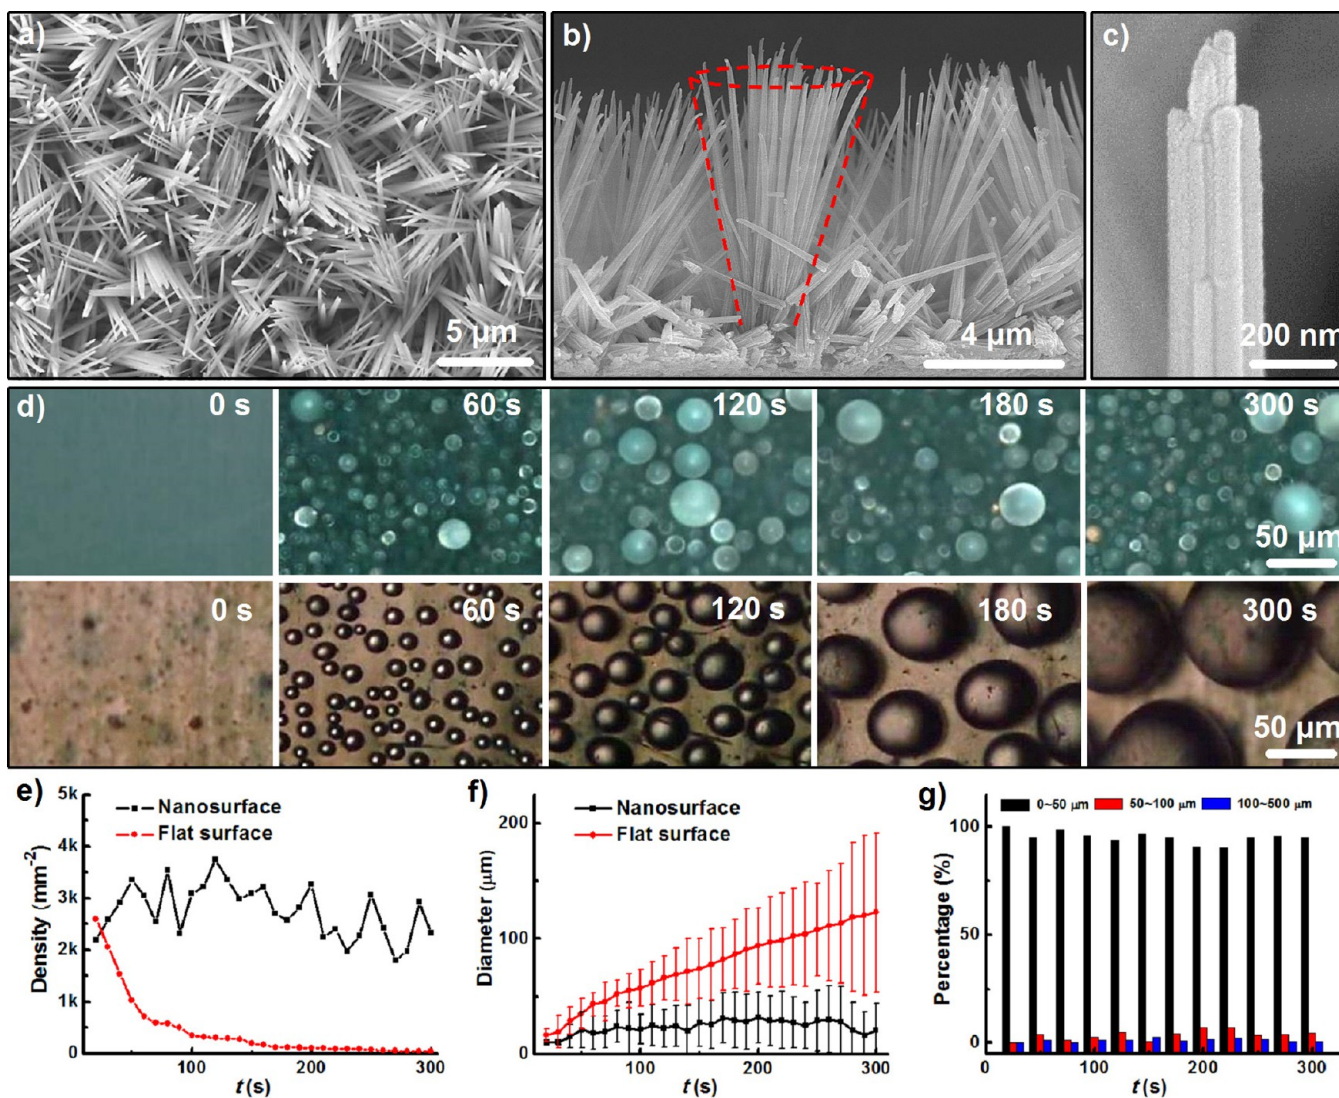 a)
5 µm
b)
4 µm
c)
200 nm
d)
0 s
60 s
120 s
180 s
300 s
50 µm
0 s
60 s
120 s
180 s
300 s
50 µm
e)
5k
4k
3k
2k
1k
0
Density (mm⁻²)
Nanosurface
Flat surface
100
200
300
t (s)
f)
200
100
0
Diameter (µm)
Nanosurface
Flat surface
0
100
200
300
t (s)
g)
0~50 µm
50~100 µm
100~500 µm
100
50
0
Percentage (%)
0
100
200
300
t (s)